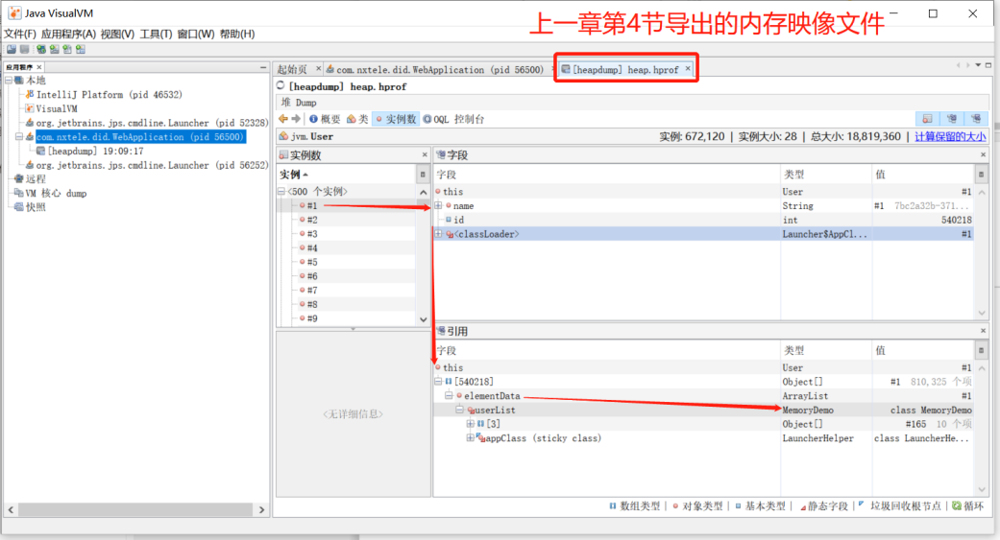 Java VisualVM
上一章第4节导出的内存映像文件
文件(F) 应用程序(A) 视图(V) 工具(T) 窗口(W) 帮助(H)
应用程序 ×
本地
IntelliJ Platform (pid 46532)
VisualVM
org.jetbrains.jps.cmdline.Launcher (pid 52328)
com.nxtele.did.WebApplication (pid 56500)
[heapdump] 19:09:17
org.jetbrains.jps.cmdline.Launcher (pid 56252)
远程
VM 核心 dump
快照
起始页 × com.nxtele.did.WebApplication (pid 56500) × [heapdump] heap.hprof ×
[heapdump] heap.hprof
堆 Dump
概要 类 实例数 OQL 控制台
jvm.User 实例: 672,120 | 实例大小: 28 | 总大小: 18,819,360 | 计算保留的大小
实例数 ×
实例
<500 个实例>
#1
#2
#3
#4
#5
#6
#7
#8
#9
<无详细信息>
字段 ×
字段 类型 值
this User #1
name String #1 7bc2a32b-371...
id int 540218
<classLoader> Launcher$AppCl... #1
引用 ×
字段 类型 值
this User #1
[540218] Object[] #1 810,325 个项
elementData ArrayList #1
userList MemoryDemo class MemoryDemo
[3] Object[] #165 10 个项
appClass (sticky class) LauncherHelper class LauncherHe...
数组类型 | 对象类型 | 基本类型 | 静态字段 | 垃圾回收根节点 | 循环